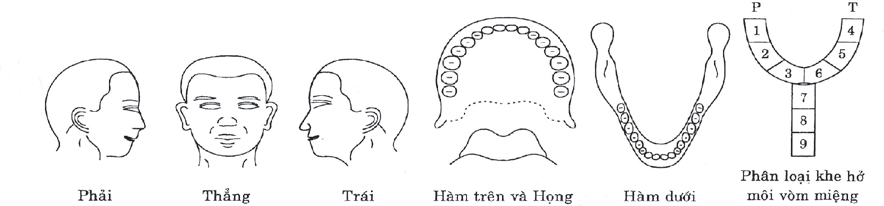 P T
1 4
2 5
3 6
7
8
9
Phải Thẳng Trái Hàm trên và Họng Hàm dưới Phân loại khe hở
môi vòm miệng